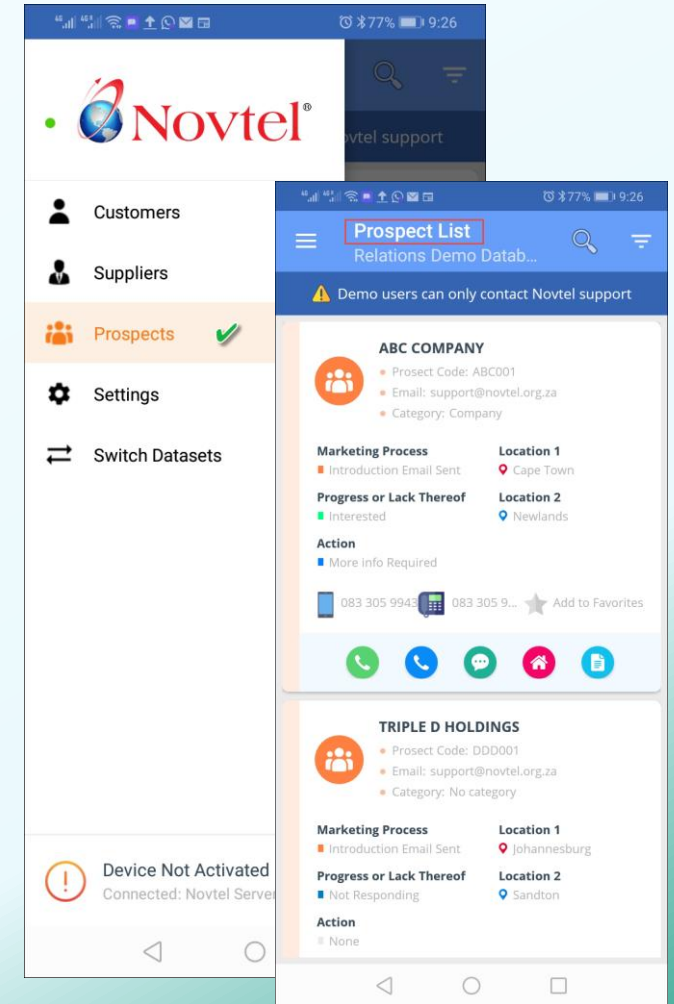 77% 9:26
Novtel®
ovtel support
Customers
Suppliers
Prospects
Settings
Switch Datasets
Device Not Activated
Connected: Novtel Server
77% 9:26
Prospect List
Relations Demo Datab...
Demo users can only contact Novtel support
ABC COMPANY
Prosect Code: ABC001
Email: support@novtel.org.za
Category: Company
Marketing Process Location 1
Introduction Email Sent Cape Town
Progress or Lack Thereof Location 2
Interested Newlands
Action
More info Required
083 305 9943 083 305 9... Add to Favorites
TRIPLE D HOLDINGS
Prosect Code: DDD001
Email: support@novtel.org.za
Category: No category
Marketing Process Location 1
Introduction Email Sent Johannesburg
Progress or Lack Thereof Location 2
Not Responding Sandton
Action
None